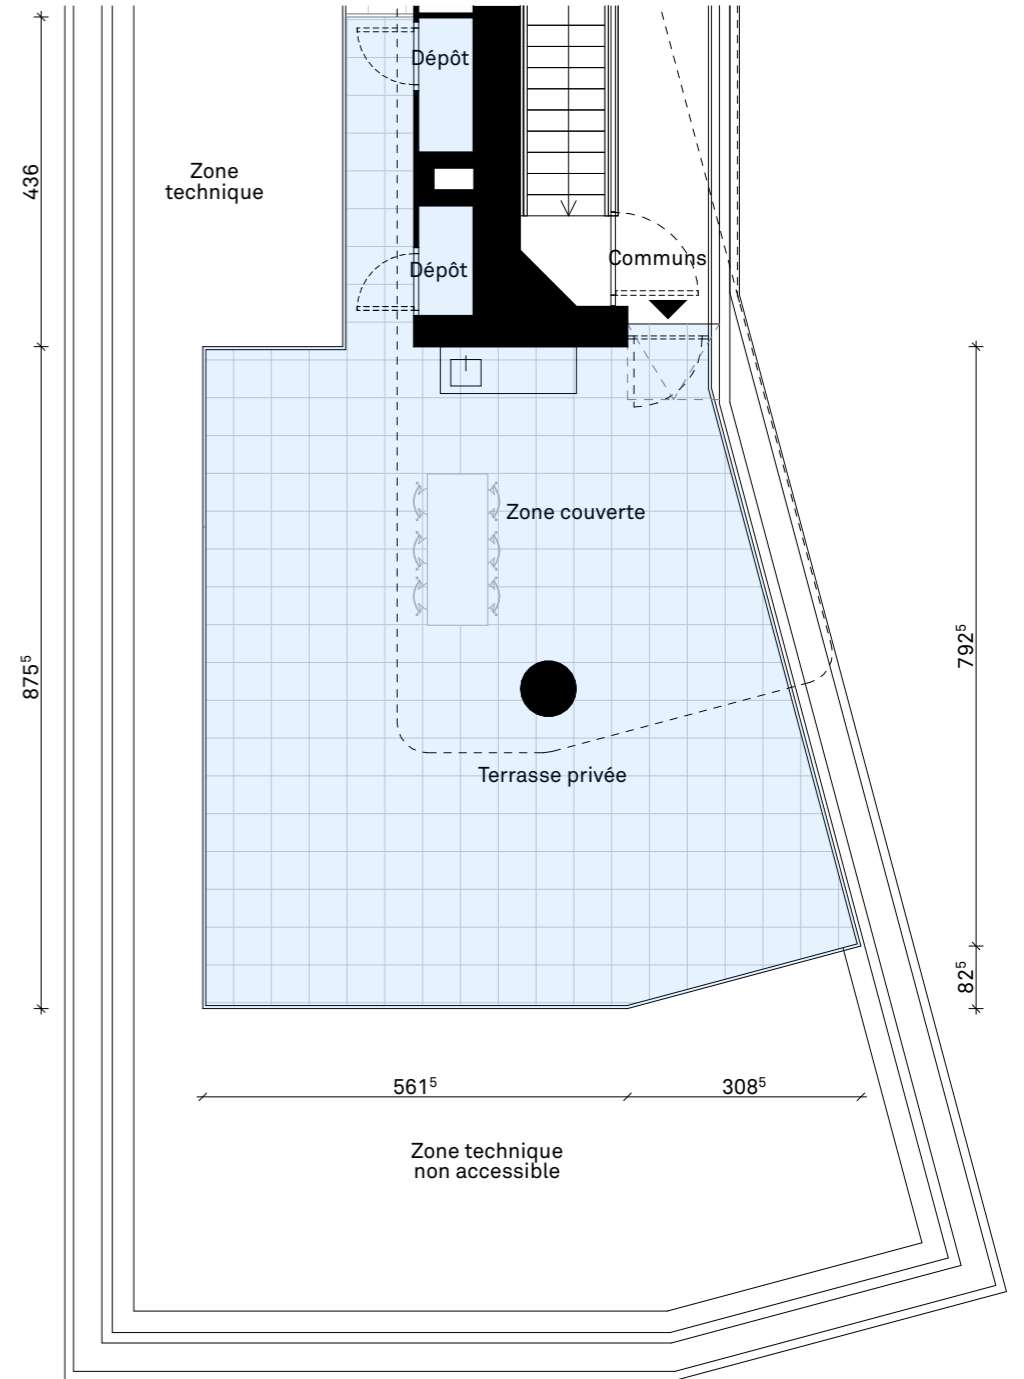 Dépôt
Zone
technique
436
Dépôt
Communs
Zone couverte
875⁵
792⁵
Terrasse privée
82⁵
561⁵
308⁵
Zone technique
non accessible